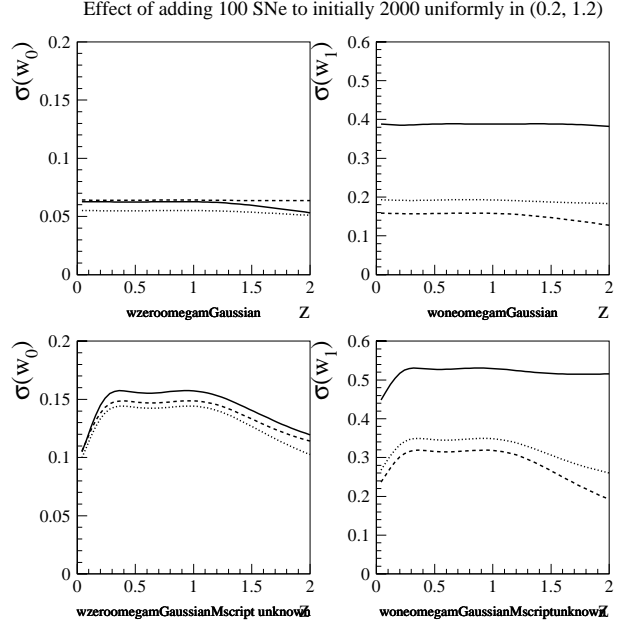 Effect of adding 100 SNe to initially 2000 uniformly in (0.2, 1.2)
σ(w0)
0.2
0.15
0.1
0.05
0
0 0.5 1 1.5 2
wzeroomegamGaussian z
σ(w1)
0.6
0.5
0.4
0.3
0.2
0.1
0
0 0.5 1 1.5 2
woneomegamGaussian z
σ(w0)
0.2
0.15
0.1
0.05
0
0 0.5 1 1.5 2
wzeroomegamGaussianMscript unknown z
σ(w1)
0.6
0.5
0.4
0.3
0.2
0.1
0
0 0.5 1 1.5 2
woneomegamGaussianMscriptunknown z